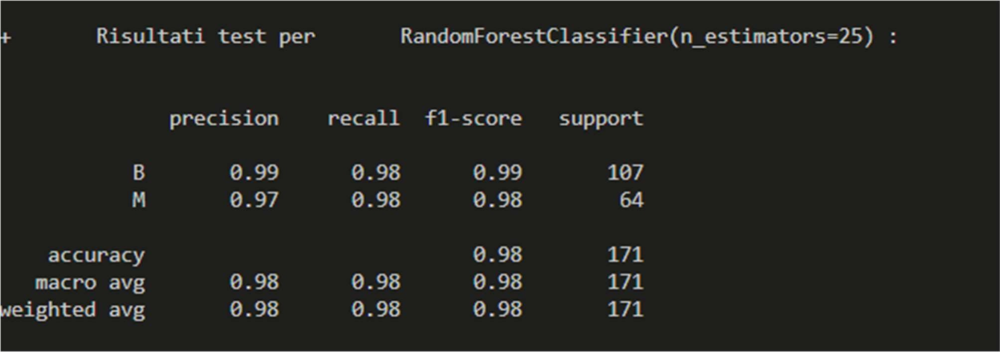 + Risultati test per RandomForestClassifier(n_estimators=25) :
precision recall f1-score support
B 0.99 0.98 0.99 107
M 0.97 0.98 0.98 64
accuracy 0.98 171
macro avg 0.98 0.98 0.98 171
weighted avg 0.98 0.98 0.98 171